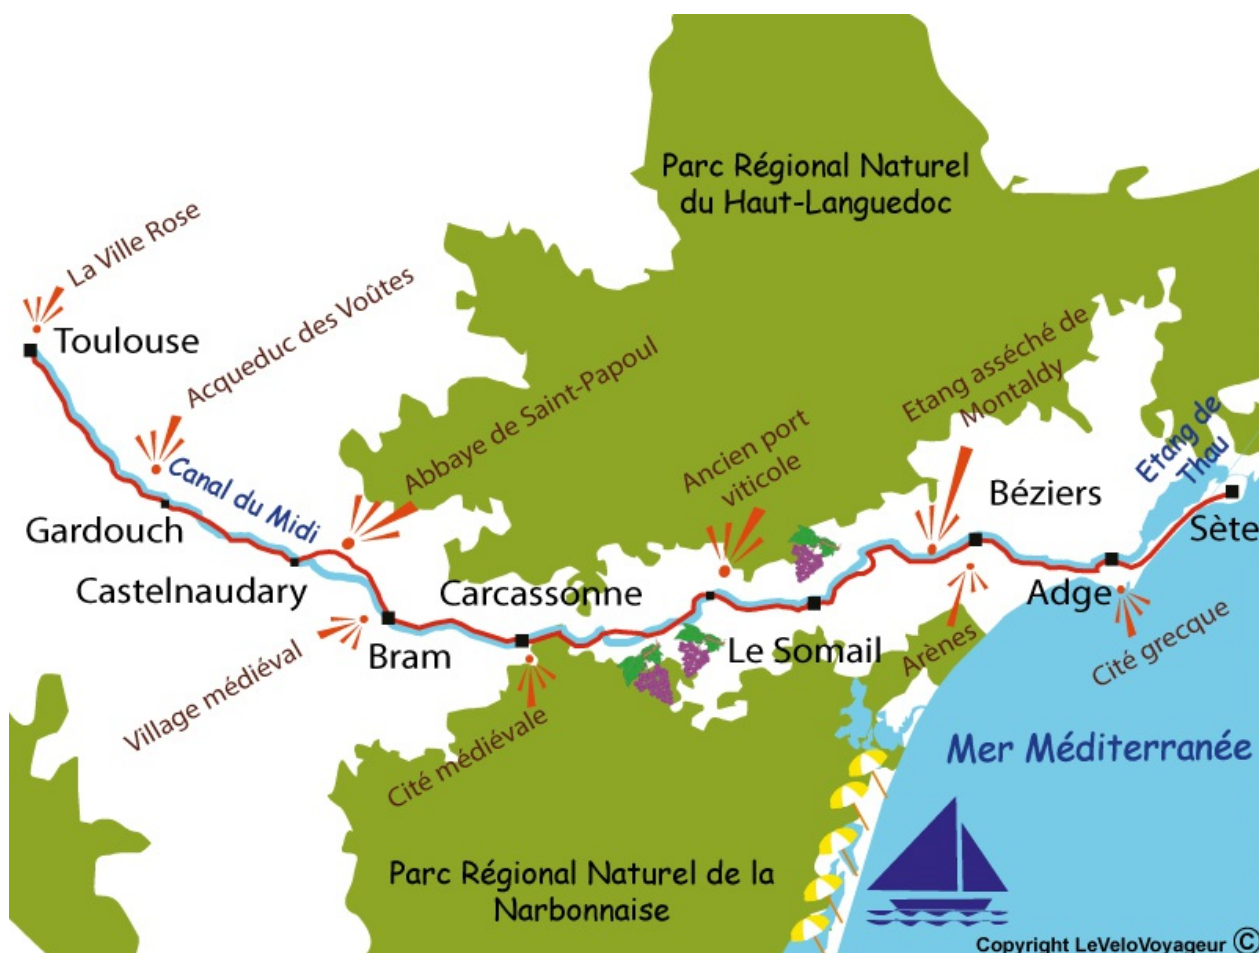 Parc Régional Naturel
du Haut-Languedoc
La Ville Rose
Toulouse
Acqueduc des Voûtes
Canal du Midi
Abbaye de Saint-Papoul
Ancien port
viticole
Etang asséché de
Montaldy
Etang de
Thau
Béziers
Sète
Gardouch
Castelnaudary
Carcassonne
Adge
Bram
Le Somail
Arènes
Cité grecque
Village médiéval
Cité médiévale
Mer Méditerranée
Parc Régional Naturel de la
Narbonnaise
Copyright LeVeloVoyageur ©